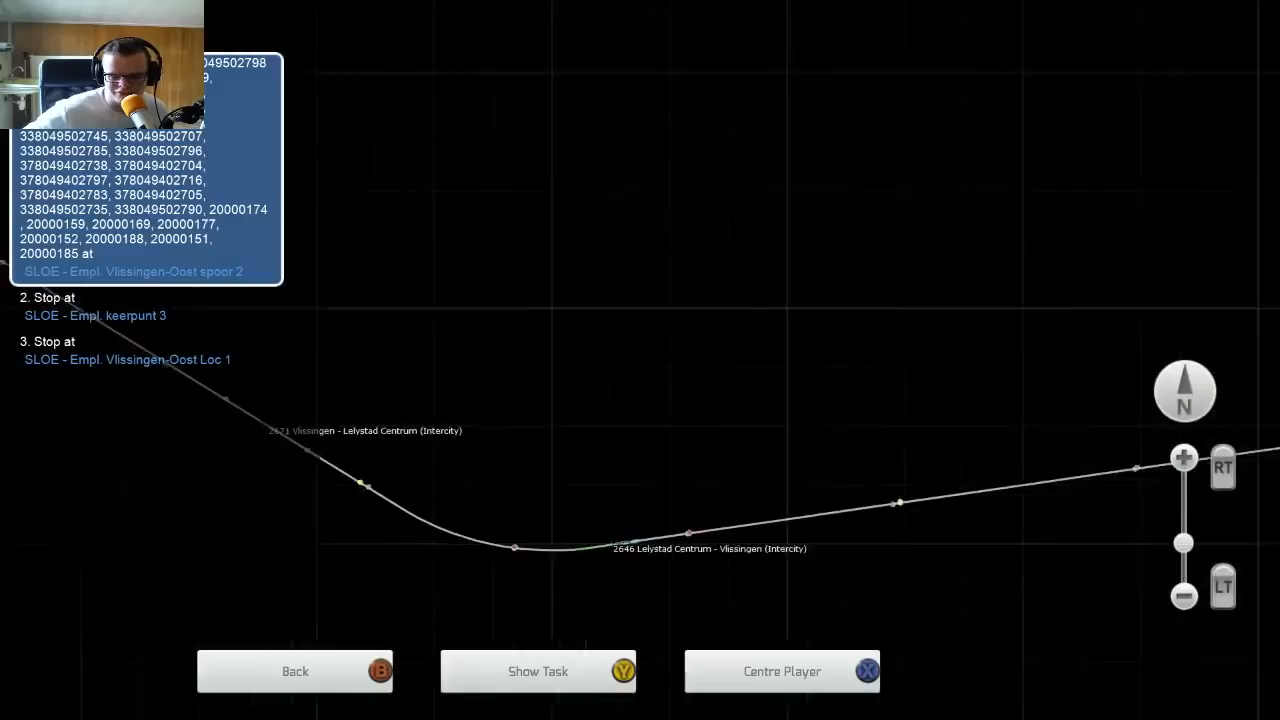 049502798
9,
338049502745, 338049502707,
338049502785, 338049502796,
378049402738, 378049402704,
378049402797, 378049402716,
378049402783, 378049402705,
338049502735, 338049502790, 20000174
, 20000159, 20000169, 20000177,
20000152, 20000188, 20000151,
20000185 at
SLOE - Empl. Vlissingen-Oost spoor 2
2. Stop at
SLOE - Empl. keerpunt 3
3. Stop at
SLOE - Empl. Vlissingen-Oost Loc 1
2671 Vlissingen - Lelystad Centrum (Intercity)
2646 Lelystad Centrum - Vlissingen (Intercity)
N
RT
LT
Back B
Show Task Y
Centre Player X